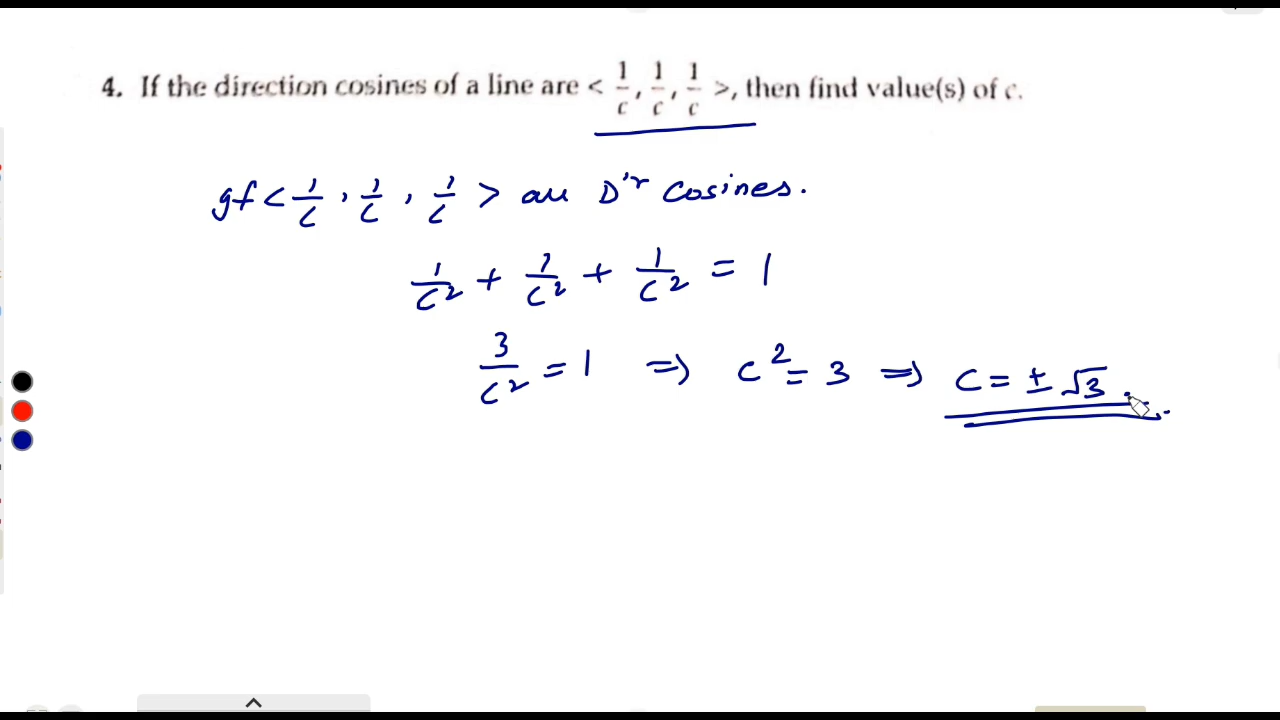 4. If the direction cosines of a line are < 1/c, 1/c, 1/c >, then find value(s) of c.
If < 1/c, 1/c, 1/c > are D'r Cosines.
1/c² + 1/c² + 1/c² = 1
3/c² = 1 ⇒ c² = 3 ⇒ c = ± √3.